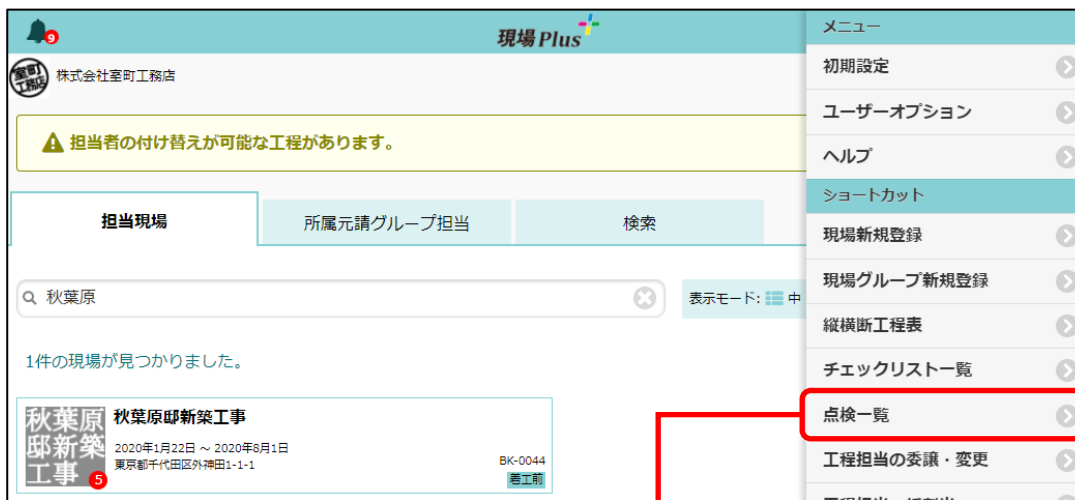 9
現場Plus
室町
工務店
株式会社室町工務店
担当者の付け替えが可能な工程があります。
担当現場
所属元請グループ担当
検索
秋葉原
表示モード: 中
1件の現場が見つかりました。
秋葉原
邸新築
工事
5
秋葉原邸新築工事
2020年1月22日 ~ 2020年8月1日
東京都千代田区外神田1-1-1
BK-0044
着工前
メニュー
初期設定
ユーザーオプション
ヘルプ
ショートカット
現場新規登録
現場グループ新規登録
縦横断工程表
チェックリスト一覧
点検一覧
工程担当の委譲・変更